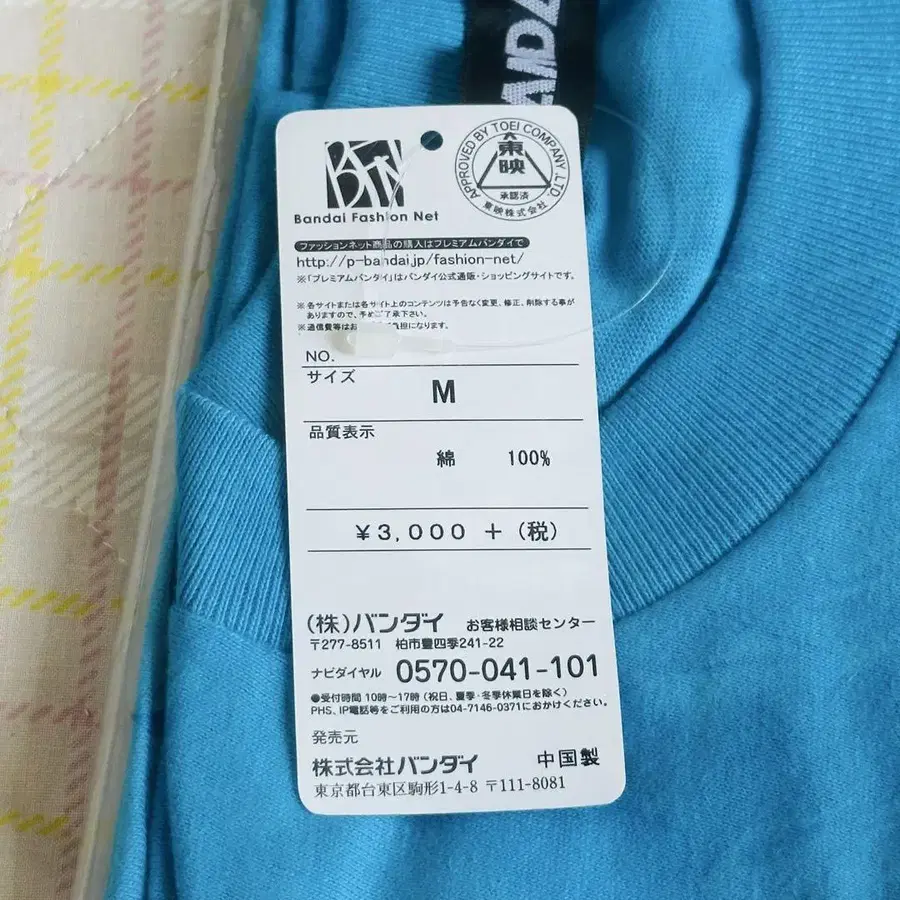 BANDAI
BFN
Bandai Fashion Net
APPROVED BY TOEI COMPANY, LTD.
東映
承認済
東映株式会社
ファッションネット商品の購入はプレミアムバンダイで
http://p-bandai.jp/fashion-net/
※「プレミアムバンダイ」はバンダイ公式通販・ショッピングサイトです。
※各サイトまたは各サイト上のコンテンツは予告なく変更、修正、削除する事が
ありますので、予めご了承下さい。
※通信費等はお負担になります。
NO.
サイズ
M
品質表示
綿 100%
¥3,000 +(税)
(株)バンダイ お客様相談センター
〒277-8511 柏市豊四季241-22
ナビダイヤル 0570-041-101
●受付時間 10時～17時(祝日、夏季・冬季休業日を除く)
PHS、IP電話等をご利用の方は04-7146-0371におかけください。
発売元
株式会社バンダイ 中国製
東京都台東区駒形1-4-8 〒111-8081